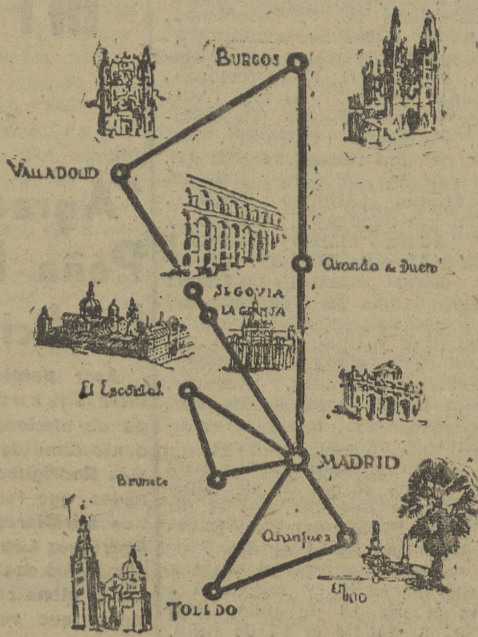 BURGOS
VALLADOLID
Aranda de Duero
SEGOVIA
LA GRANJA
El Escorial
MADRID
Brunete
Aranjuez
TOLEDO